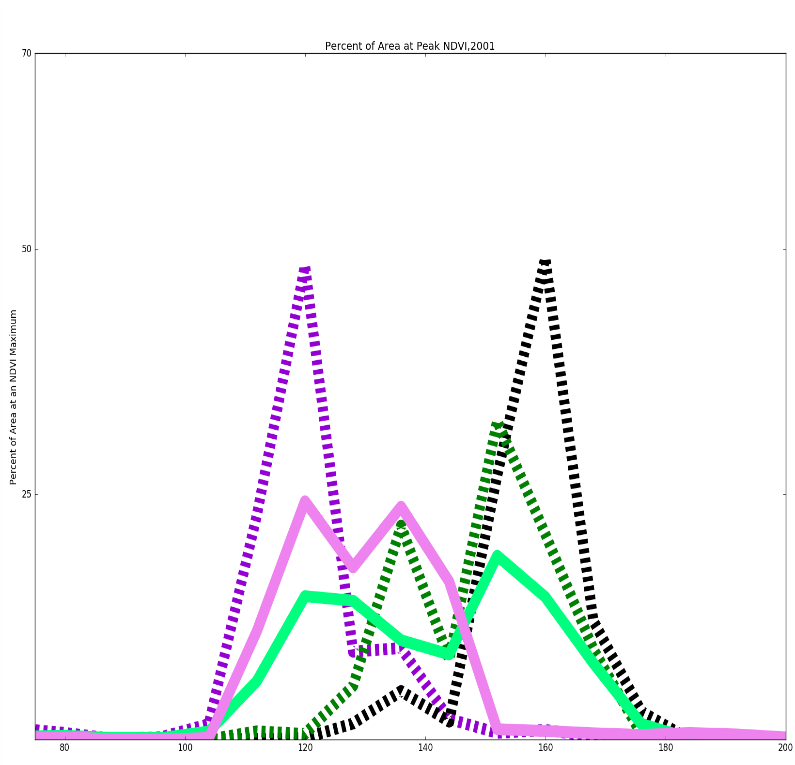 Percent of Area at Peak NDVI,2001
Percent of Area at an NDVI Maximum
70
50
25
80 100 120 140 160 180 200